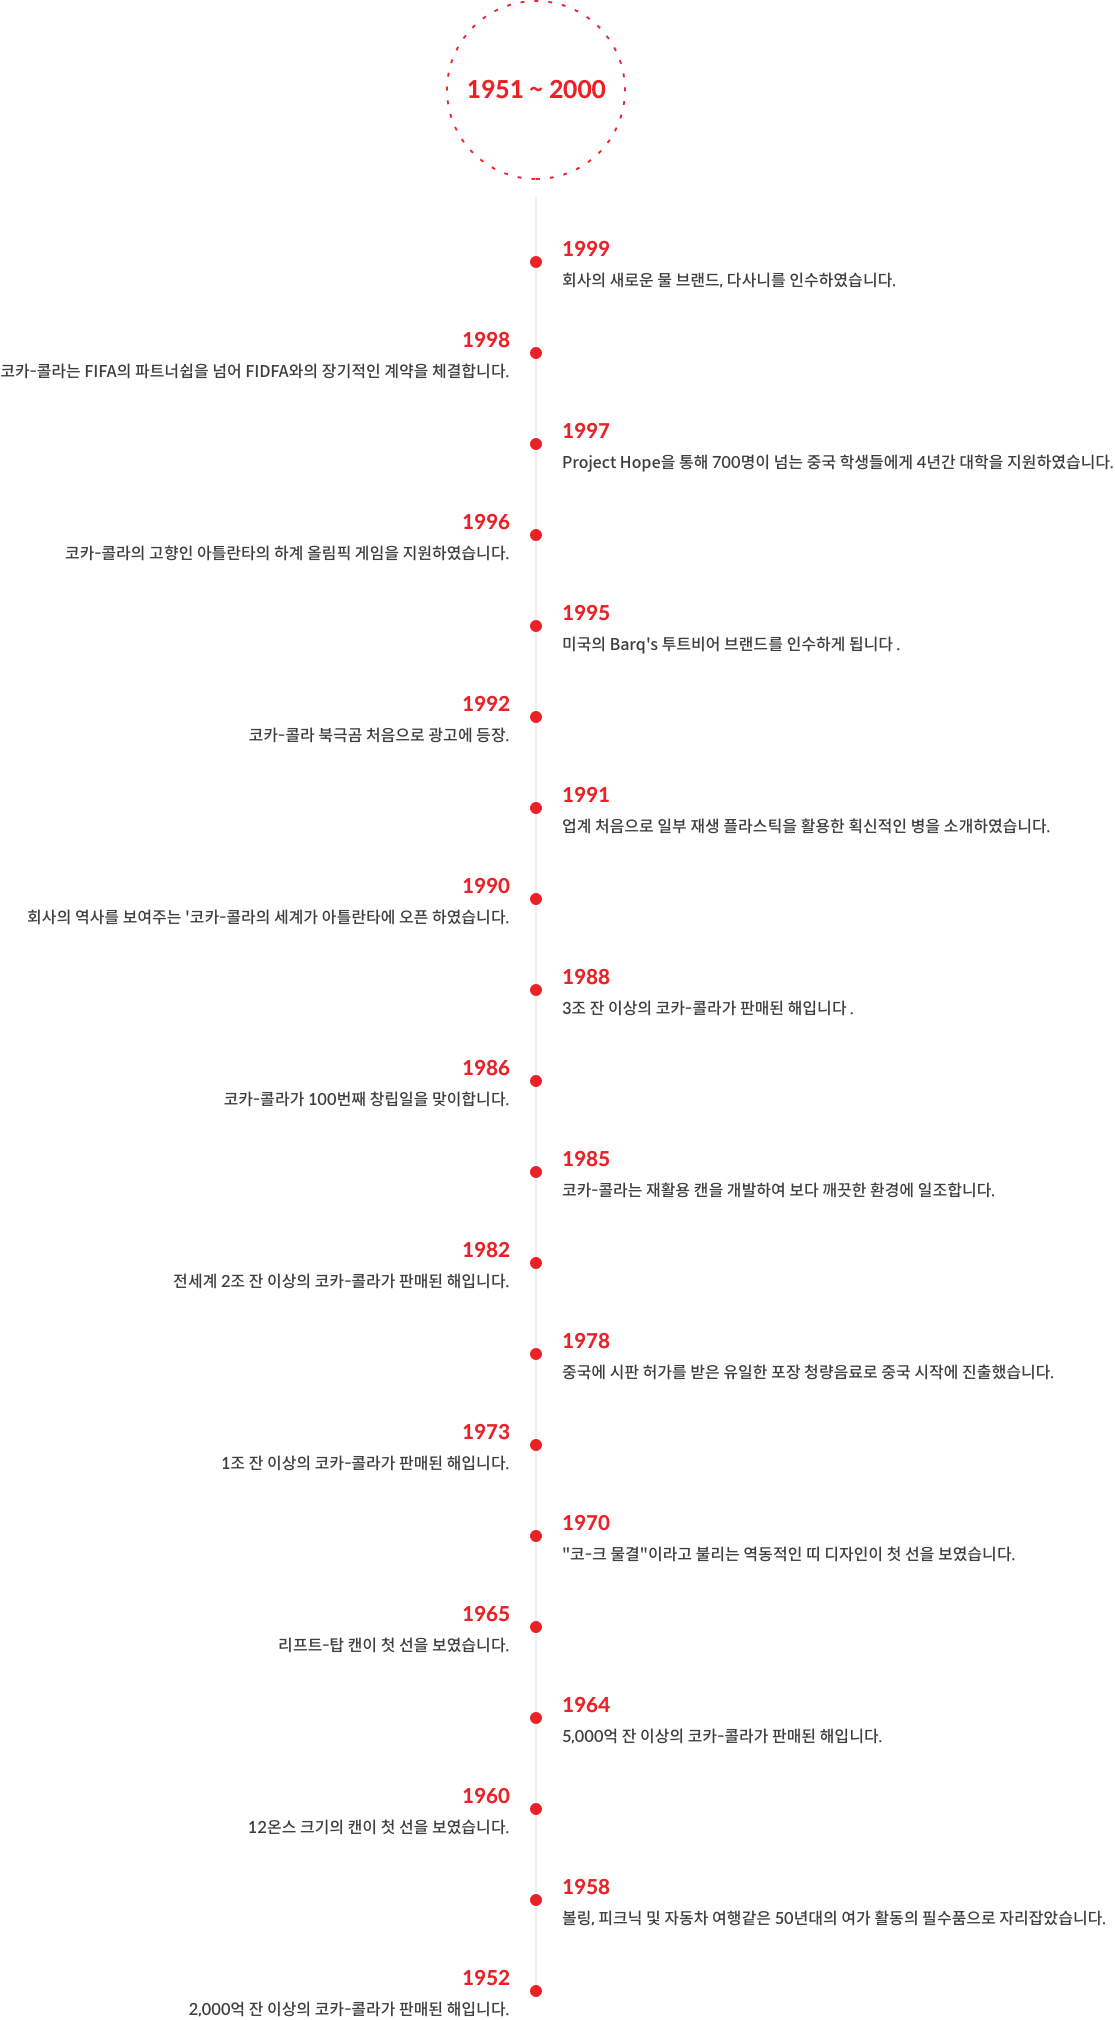 1951 ~ 2000
1999
회사의 새로운 물 브랜드, 다사니를 인수하였습니다.
1998
코카-콜라는 FIFA의 파트너쉽을 넘어 FIDFA와의 장기적인 계약을 체결합니다.
1997
Project Hope을 통해 700명이 넘는 중국 학생들에게 4년간 대학을 지원하였습니다.
1996
코카-콜라의 고향인 아틀란타의 하계 올림픽 게임을 지원하였습니다.
1995
미국의 Barq's 투트비어 브랜드를 인수하게 됩니다 .
1992
코카-콜라 북극곰 처음으로 광고에 등장.
1991
업계 처음으로 일부 재생 플라스틱을 활용한 획신적인 병을 소개하였습니다.
1990
회사의 역사를 보여주는 '코카-콜라의 세계가 아틀란타에 오픈 하였습니다.
1988
3조 잔 이상의 코카-콜라가 판매된 해입니다 .
1986
코카-콜라가 100번째 창립일을 맞이합니다.
1985
코카-콜라는 재활용 캔을 개발하여 보다 깨끗한 환경에 일조합니다.
1982
전세계 2조 잔 이상의 코카-콜라가 판매된 해입니다.
1978
중국에 시판 허가를 받은 유일한 포장 청량음료로 중국 시작에 진출했습니다.
1973
1조 잔 이상의 코카-콜라가 판매된 해입니다.
1970
"코-크 물결"이라고 불리는 역동적인 띠 디자인이 첫 선을 보였습니다.
1965
리프트-탑 캔이 첫 선을 보였습니다.
1964
5,000억 잔 이상의 코카-콜라가 판매된 해입니다.
1960
12온스 크기의 캔이 첫 선을 보였습니다.
1958
볼링, 피크닉 및 자동차 여행같은 50년대의 여가 활동의 필수품으로 자리잡았습니다.
1952
2,000억 잔 이상의 코카-콜라가 판매된 해입니다.